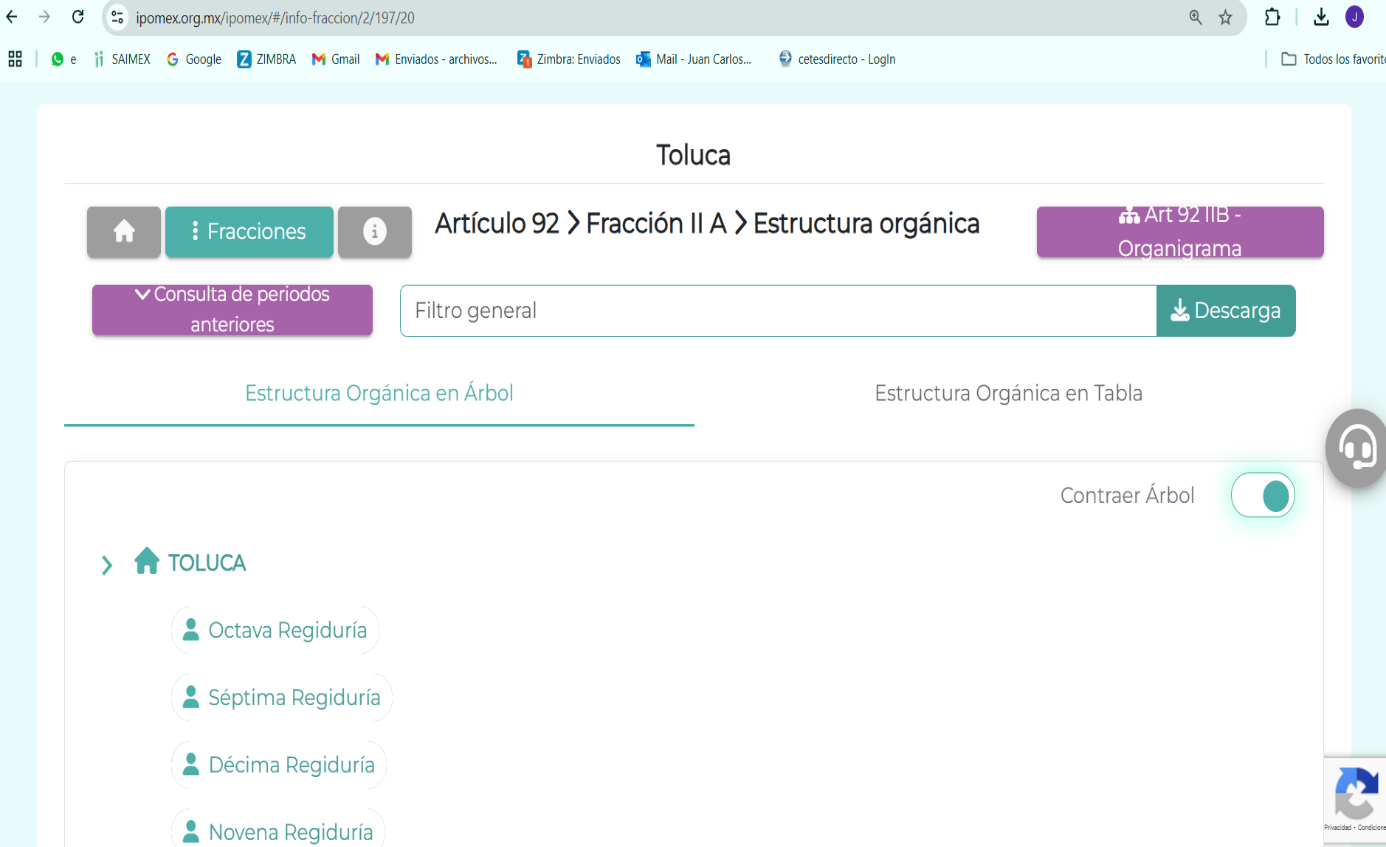 ipomex.org.mx/ipomex/#/info-fraccion/2/197/20
J
e SAIMEX Google ZIMBRA Gmail Enviados - archivos... Zimbra: Enviados Mail - Juan Carlos... cetesdirecto - LogIn Todos los favorito
Toluca
Fracciones
Artículo 92 > Fracción II A > Estructura orgánica
Art 92 IIB -
Organigrama
Consulta de periodos
anteriores
Filtro general
Descarga
Estructura Orgánica en Árbol
Estructura Orgánica en Tabla
Contraer Árbol
TOLUCA
Octava Regiduría
Séptima Regiduría
Décima Regiduría
Novena Regiduría
Privacidad - Condicione